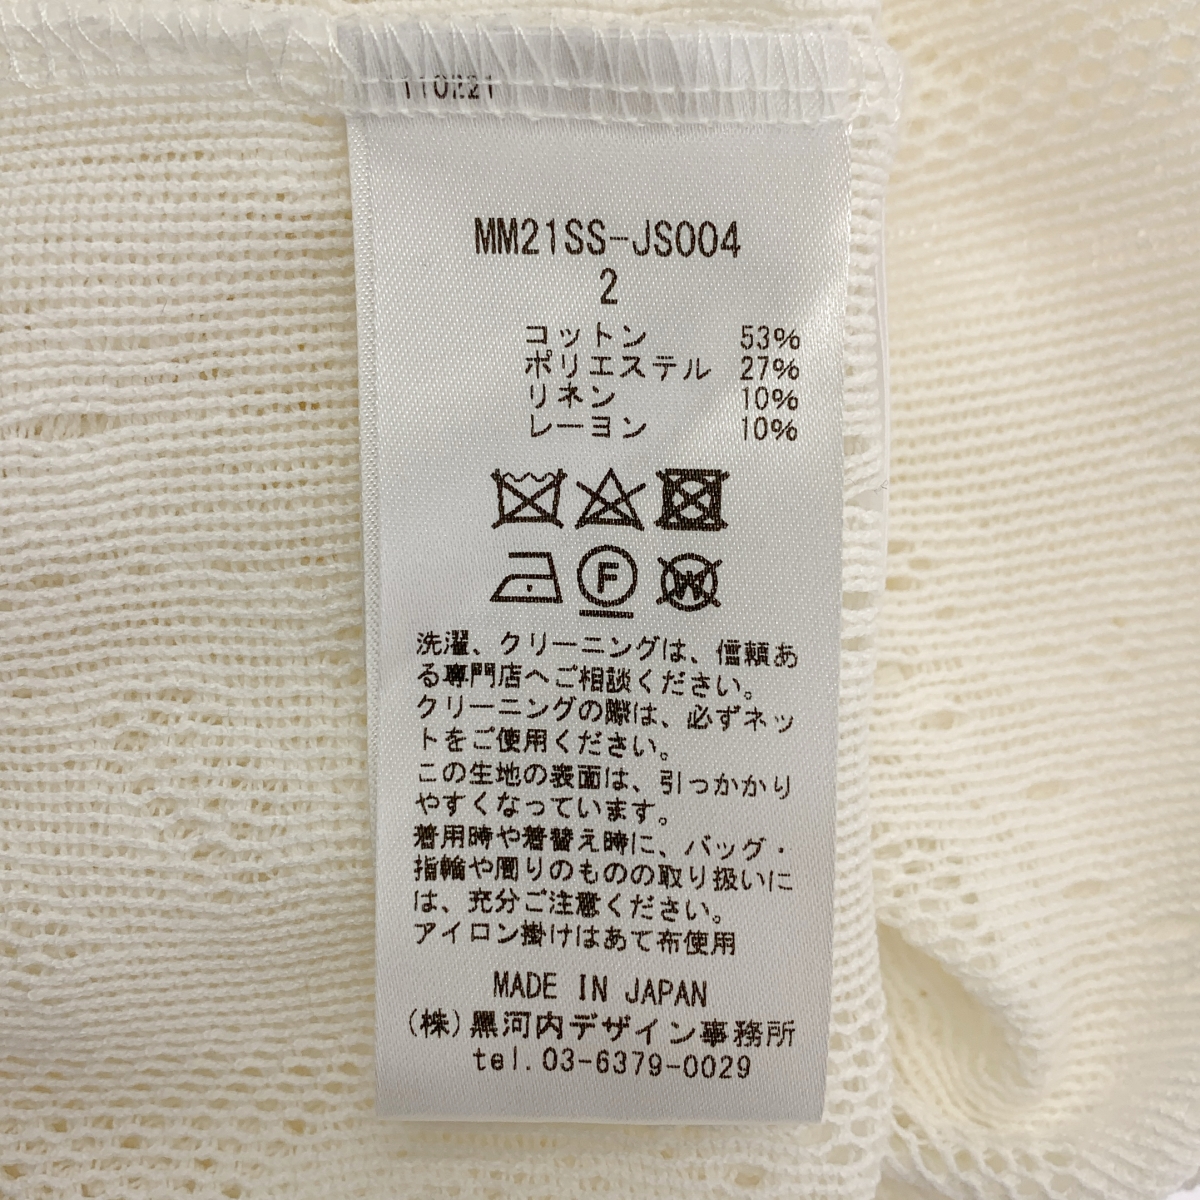 110221
MM21SS-JS004
2
コットン 53%
ポリエステル 27%
リネン 10%
レーヨン 10%
F
W
洗濯、クリーニングは、信頼あ
る専門店へご相談ください。
クリーニングの際は、必ずネッ
トをご使用ください。
この生地の表面は、引っかかり
やすくなっています。
着用時や着替え時に、バッグ・
指輪や周りのものの取り扱いに
は、充分ご注意ください。
アイロン掛けはあて布使用
MADE IN JAPAN
(株)黒河内デザイン事務所
tel.03-6379-0029